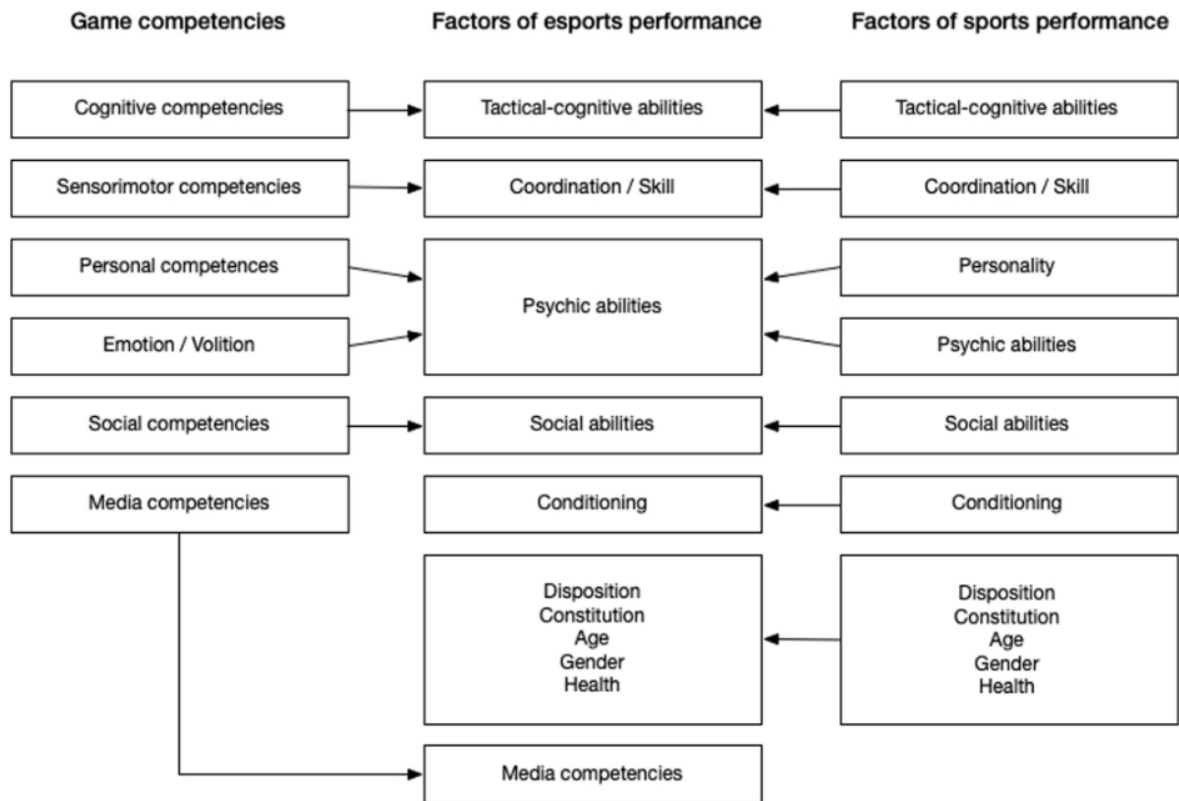 Game competencies
Factors of esports performance
Factors of sports performance
Cognitive competencies
Tactical-cognitive abilities
Tactical-cognitive abilities
Sensorimotor competencies
Coordination / Skill
Coordination / Skill
Personal competences
Psychic abilities
Personality
Emotion / Volition
Psychic abilities
Social competencies
Social abilities
Social abilities
Media competencies
Conditioning
Conditioning
Disposition
Constitution
Age
Gender
Health
Disposition
Constitution
Age
Gender
Health
Media competencies